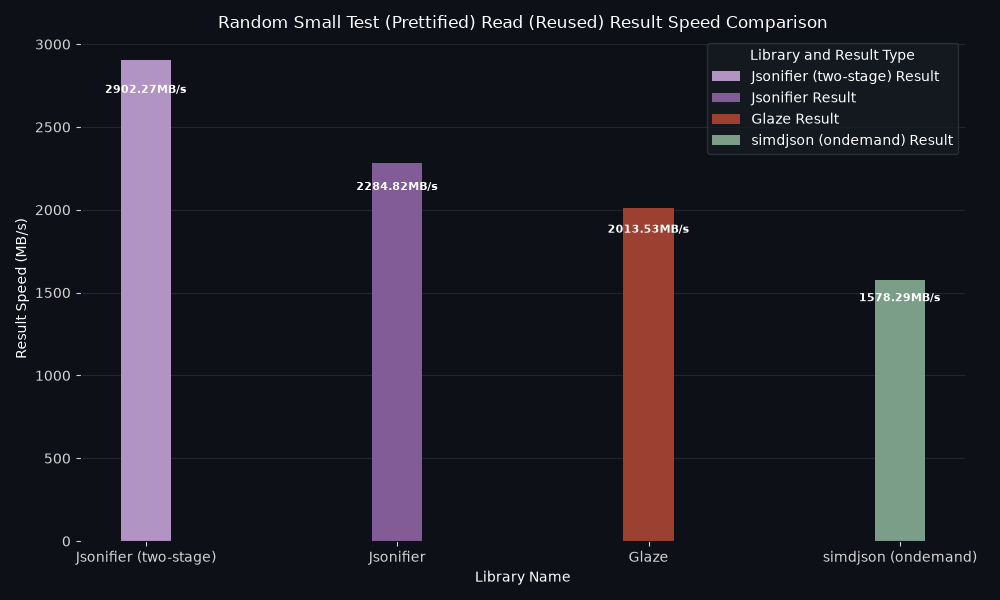 Random Small Test (Prettified) Read (Reused) Result Speed Comparison
Library and Result Type
Jsonifier (two-stage) Result
Jsonifier Result
Glaze Result
simdjson (ondemand) Result
Result Speed (MB/s)
3000
2500
2000
1500
1000
500
0
2902.27MB/s
2284.82MB/s
2013.53MB/s
1578.29MB/s
Jsonifier (two-stage)
Jsonifier
Glaze
simdjson (ondemand)
Library Name